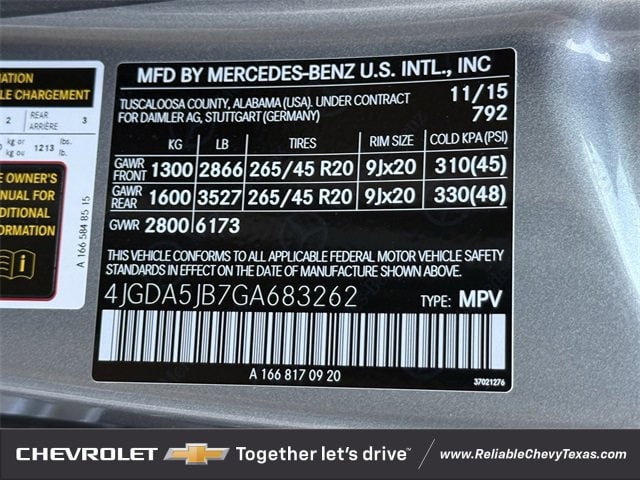 MATION
LE CHARGEMENT
2 REAR ARRIÈRE 3
kg or lbs.
kg ou 1213 lb.
E OWNER'S
ANUAL FOR
DDITIONAL
FORMATION
A 166 584 85 15
MFD BY MERCEDES-BENZ U.S. INTL., INC
TUSCALOOSA COUNTY, ALABAMA (USA). UNDER CONTRACT 11/15
FOR DAIMLER AG, STUTTGART (GERMANY) 792
KG LB TIRES RIM SIZE COLD KPA (PSI)
GAWR FRONT 1300 2866 265/45 R20 9Jx20 310(45)
GAWR REAR 1600 3527 265/45 R20 9Jx20 330(48)
GVWR 2800 6173
THIS VEHICLE CONFORMS TO ALL APPLICABLE FEDERAL MOTOR VEHICLE SAFETY
STANDARDS IN EFFECT ON THE DATE OF MANUFACTURE SHOWN ABOVE.
4JGDA5JB7GA683262 TYPE: MPV
A 166 817 09 20
37021276
CHEVROLET Together let's drive™ www.ReliableChevyTexas.com